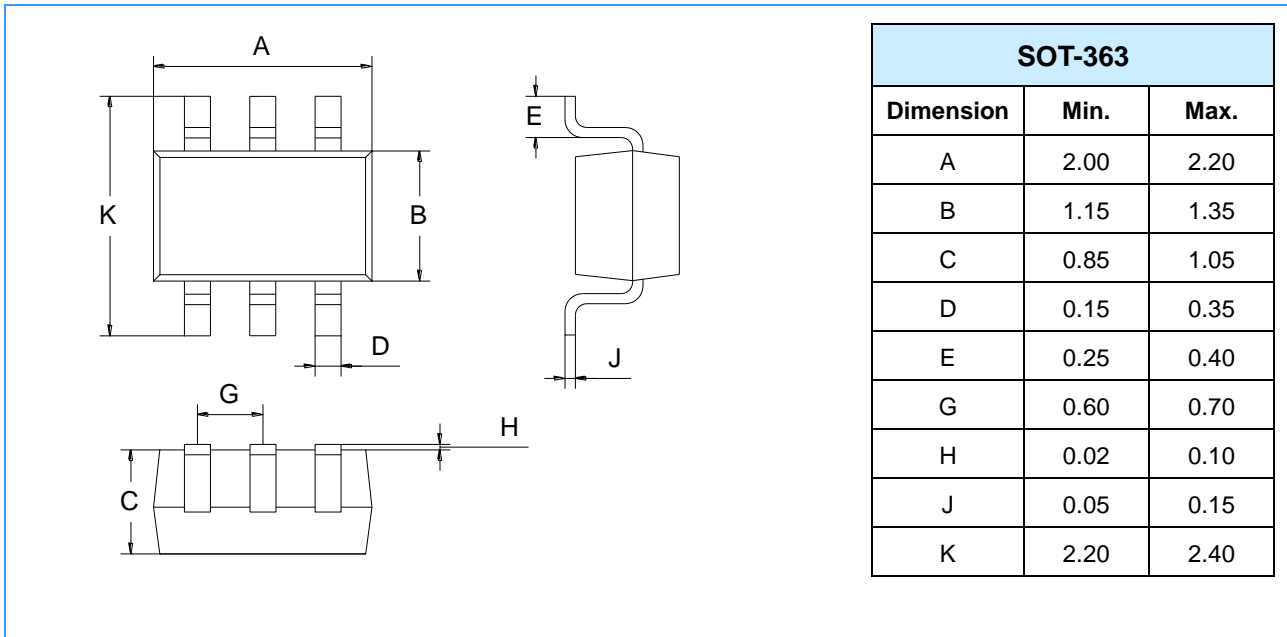 A
K
B
D
E
J
G
H
C
SOT-363
Dimension Min. Max.
A 2.00 2.20
B 1.15 1.35
C 0.85 1.05
D 0.15 0.35
E 0.25 0.40
G 0.60 0.70
H 0.02 0.10
J 0.05 0.15
K 2.20 2.40